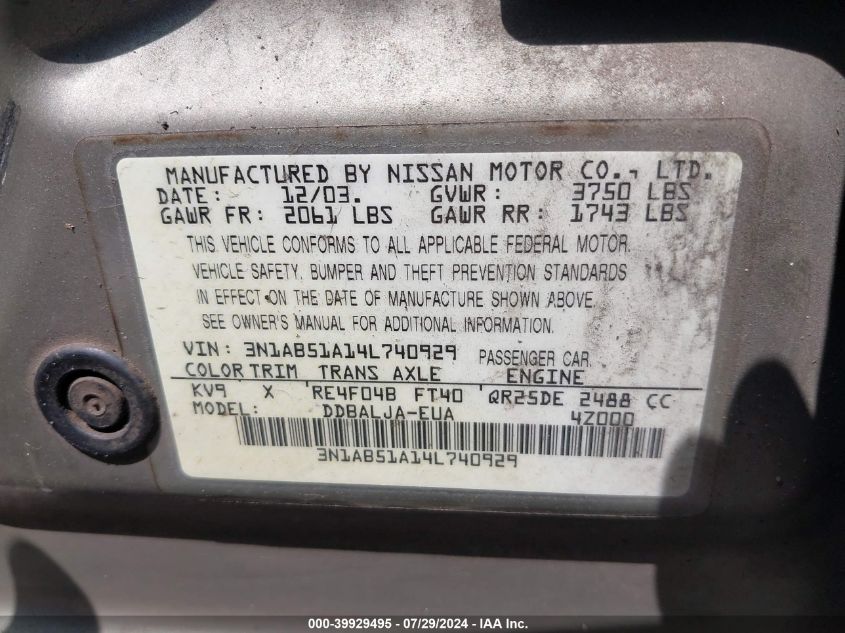 MANUFACTURED BY NISSAN MOTOR CO., LTD.
DATE: 12/03. GVWR: 3750 LBS
GAWR FR: 2061 LBS GAWR RR: 1743 LBS
THIS VEHICLE CONFORMS TO ALL APPLICABLE FEDERAL MOTOR
VEHICLE SAFETY, BUMPER AND THEFT PREVENTION STANDARDS
IN EFFECT ON THE DATE OF MANUFACTURE SHOWN ABOVE.
SEE OWNER'S MANUAL FOR ADDITIONAL INFORMATION.
VIN: 3N1AB51A14L740929 PASSENGER CAR
COLOR TRIM TRANS AXLE ENGINE
KV9 X RE4F04B FT40 QR25DE 2488 CC
MODEL: DDBALJA-EUA 4Z000
3N1AB51A14L740929
000-39929495 - 07/29/2024 - IAA Inc.